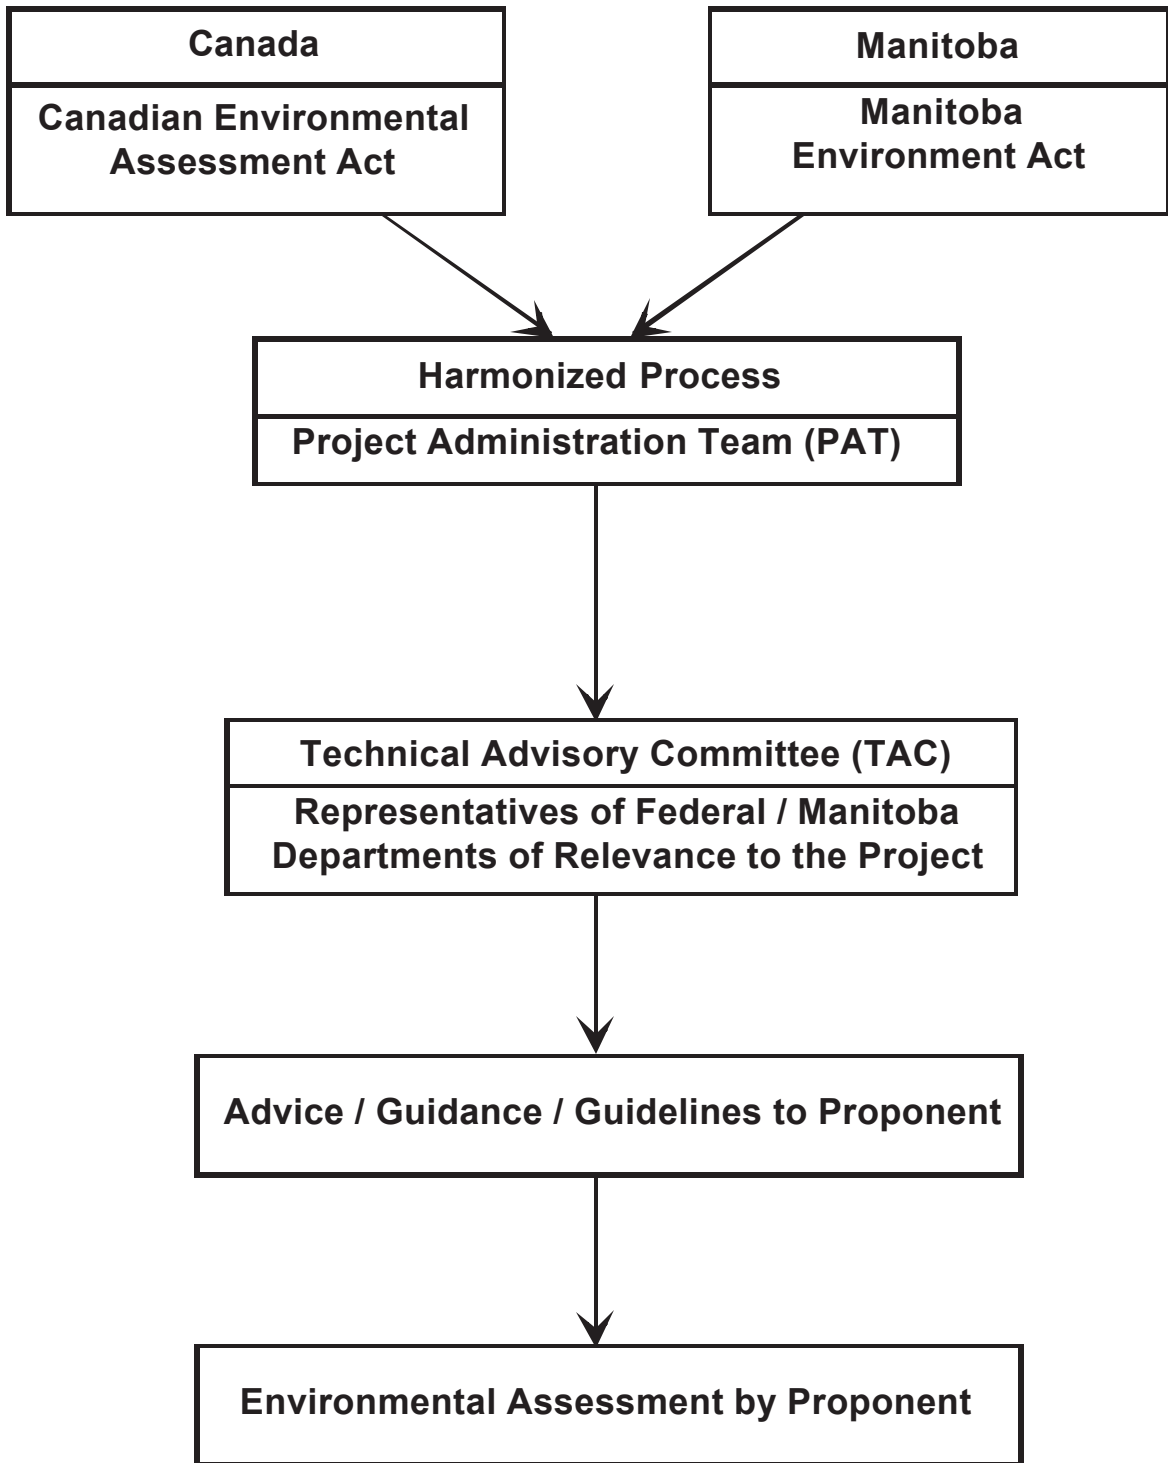 Canada
Canadian Environmental
Assessment Act
Manitoba
Manitoba
Environment Act
Harmonized Process
Project Administration Team (PAT)
Technical Advisory Committee (TAC)
Representatives of Federal / Manitoba
Departments of Relevance to the Project
Advice / Guidance / Guidelines to Proponent
Environmental Assessment by Proponent